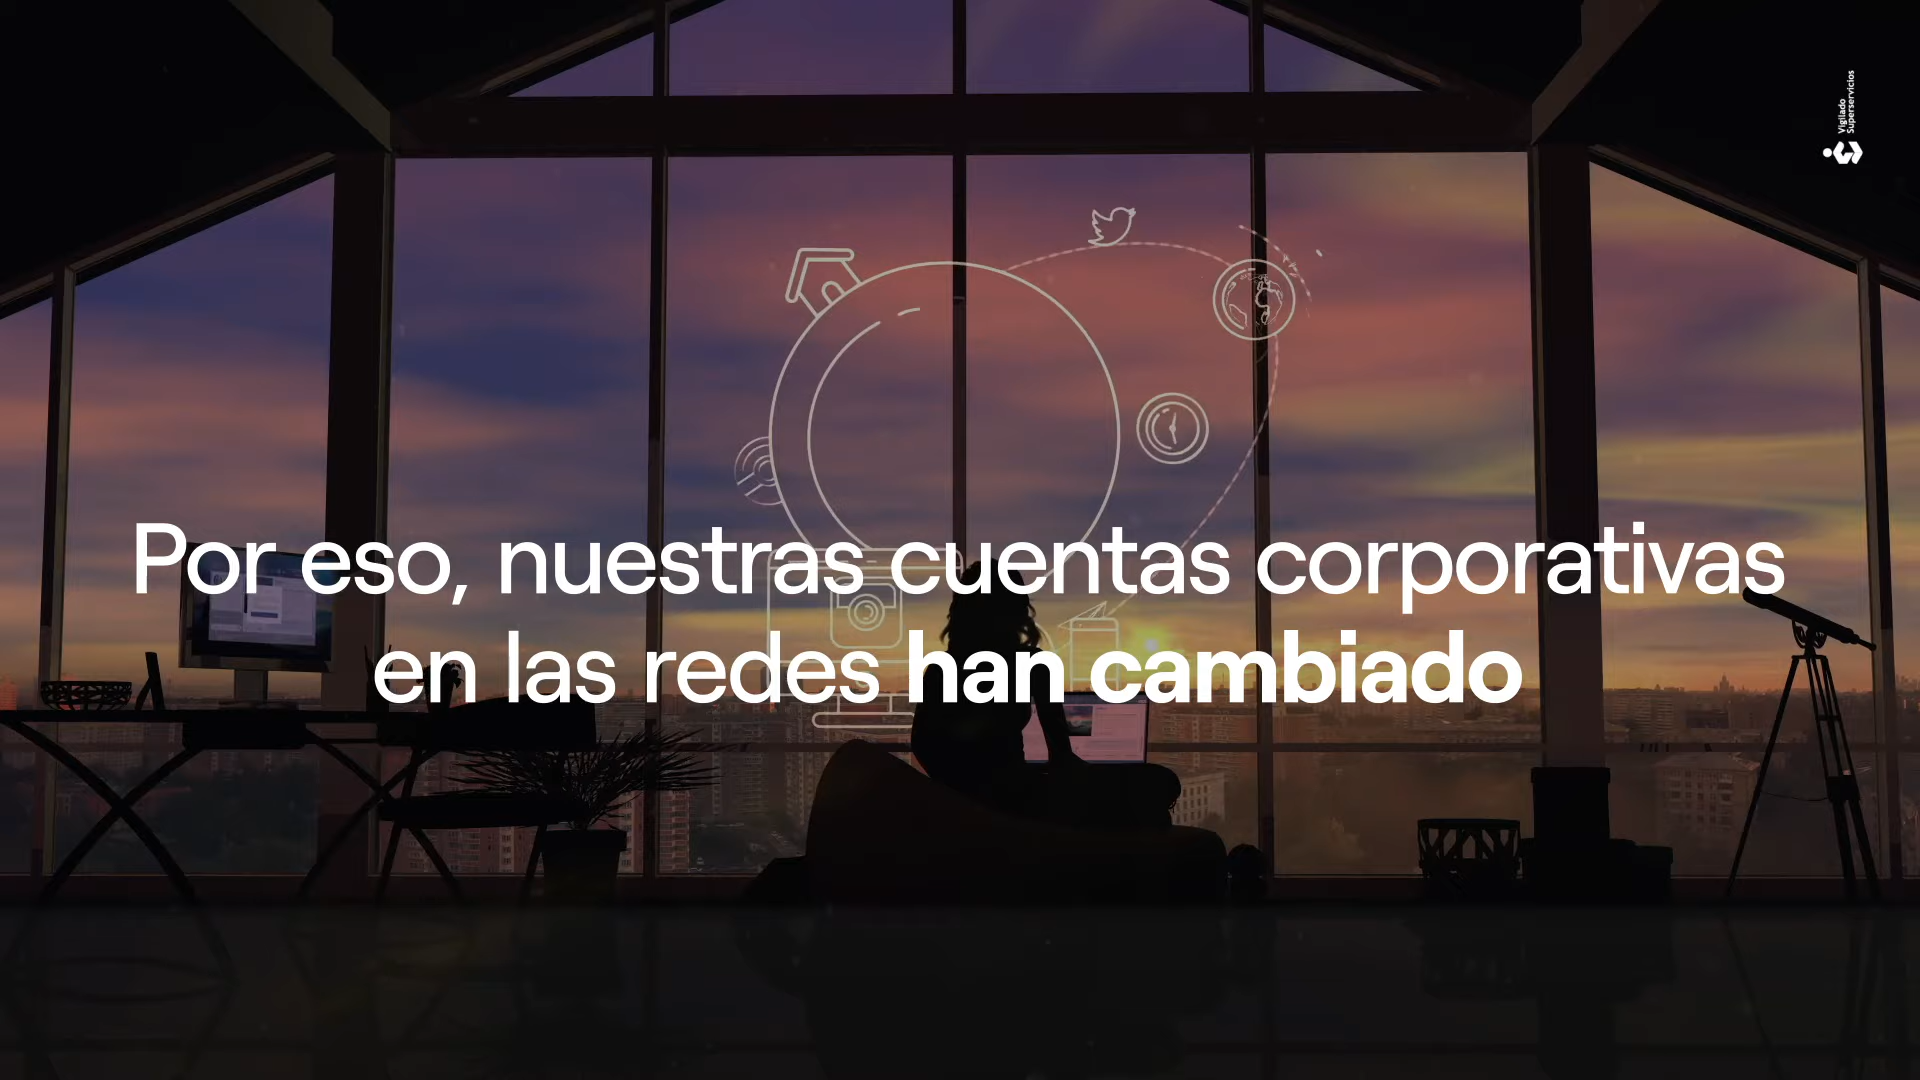 Vigilado
Superservicios
Por eso, nuestras cuentas corporativas
en las redes han cambiado